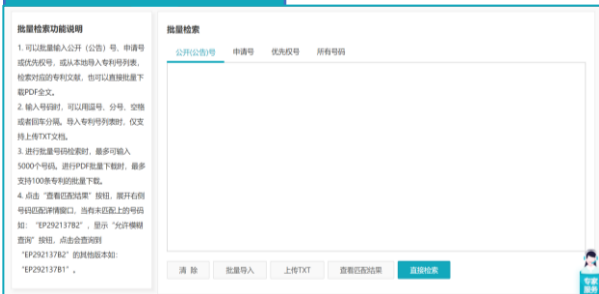 批量检索功能说明
1. 可以批量输入公开（公告）号、申请号
或优先权号，或从本地导入专利号列表，
检索对应的专利文献，也可以直接批量下
载PDF全文。
2. 输入号码时，可以用逗号、分号、空格
或者回车分隔。导入专利号列表时，仅支
持上传TXT文档。
3. 进行批量号码检索时，最多可输入
5000个号码。进行PDF批量下载时，最多
支持100条专利的批量下载。
4. 点击“查看匹配结果”按钮，展开右侧
号码匹配详情窗口，当有未匹配上的号码
如：“EP292137B2”，显示“允许模糊
查询”按钮，点击会查询到
“EP292137B2”的其他版本如：
“EP292137B1”。
批量检索
公开(公告)号 申请号 优先权号 所有号码
清 除 批量导入 上传TXT 查看匹配结果 直接检索
专家
服务